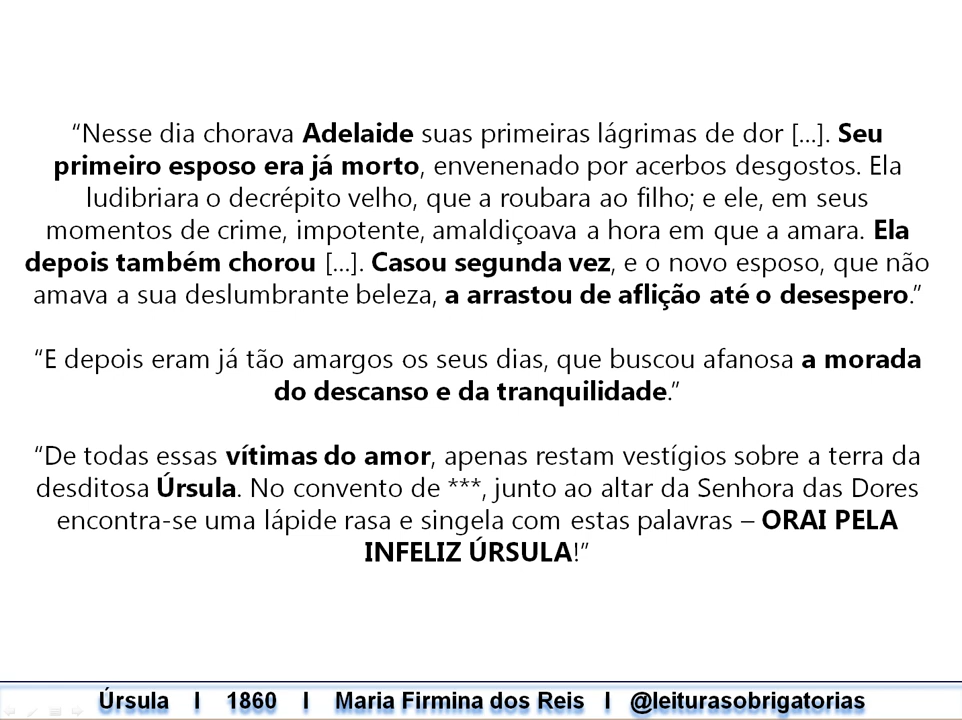 “Nesse dia chorava Adelaide suas primeiras lágrimas de dor [...]. Seu
primeiro esposo era já morto, envenenado por acerbos desgostos. Ela
ludibriara o decrépito velho, que a roubara ao filho; e ele, em seus
momentos de crime, impotente, amaldiçoava a hora em que a amara. Ela
depois também chorou [...]. Casou segunda vez, e o novo esposo, que não
amava a sua deslumbrante beleza, a arrastou de aflição até o desespero.”
“E depois eram já tão amargos os seus dias, que buscou afanosa a morada
do descanso e da tranquilidade.”
“De todas essas vítimas do amor, apenas restam vestígios sobre a terra da
desditosa Úrsula. No convento de ***, junto ao altar da Senhora das Dores
encontra-se uma lápide rasa e singela com estas palavras – ORAI PELA
INFELIZ ÚRSULA!”
Úrsula I 1860 I Maria Firmina dos Reis I @leiturasobrigatorias